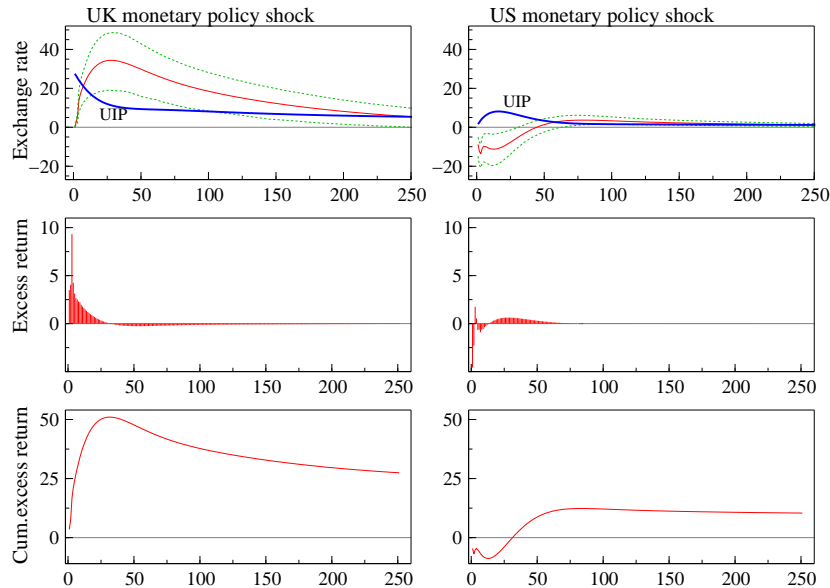 UK monetary policy shock
US monetary policy shock
Exchange rate
40
20
0
−20
UIP
0 50 100 150 200 250
40
20
0
−20
UIP
0 50 100 150 200 250
Excess return
10
5
0
0 50 100 150 200 250
10
5
0
0 50 100 150 200 250
Cum.excess return
50
25
0
0 50 100 150 200 250
50
25
0
0 50 100 150 200 250